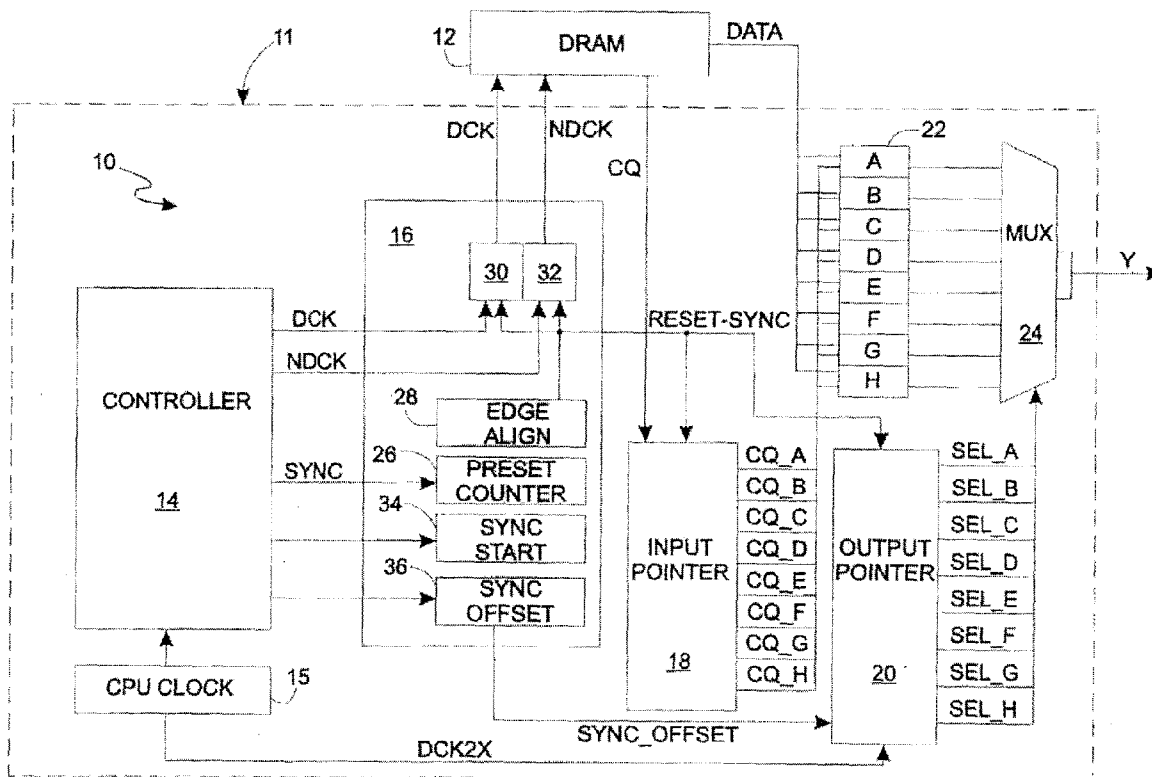 11
12
DRAM
DATA
DCK
NDCK
CQ
22
10
16
30
32
A
B
C
D
E
F
G
H
MUX
24
Y
DCK
NDCK
RESET-SYNC
CONTROLLER
14
28
EDGE
ALIGN
SYNC
26
PRESET
COUNTER
34
SYNC
START
36
SYNC
OFFSET
INPUT
POINTER
18
CQ_A
CQ_B
CQ_C
CQ_D
CQ_E
CQ_F
CQ_G
CQ_H
OUTPUT
POINTER
20
SEL_A
SEL_B
SEL_C
SEL_D
SEL_E
SEL_F
SEL_G
SEL_H
CPU CLOCK
15
SYNC_OFFSET
DCK2X